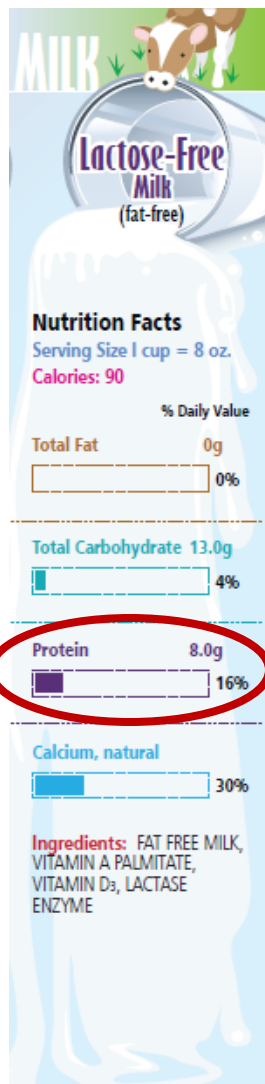 MILK
Lactose-Free
Milk
(fat-free)
Nutrition Facts
Serving Size I cup = 8 oz.
Calories: 90
% Daily Value
Total Fat 0g
0%
Total Carbohydrate 13.0g
4%
Protein 8.0g
16%
Calcium, natural
30%
Ingredients: FAT FREE MILK,
VITAMIN A PALMITATE,
VITAMIN D3, LACTASE
ENZYME